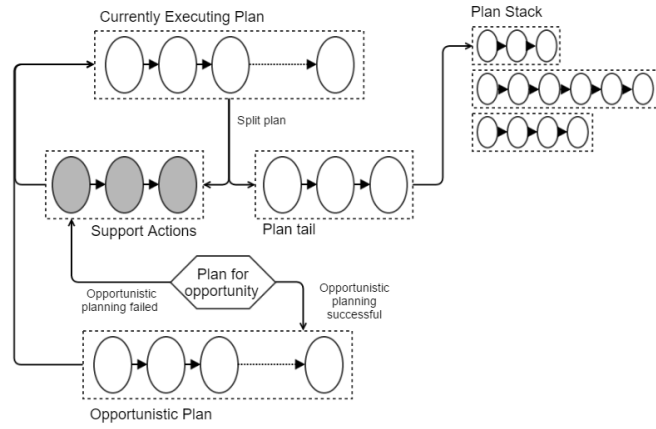 Currently Executing Plan
Plan Stack
Split plan
Support Actions
Plan tail
Plan for
opportunity
Opportunistic
planning failed
Opportunistic
planning
successful
Opportunistic Plan